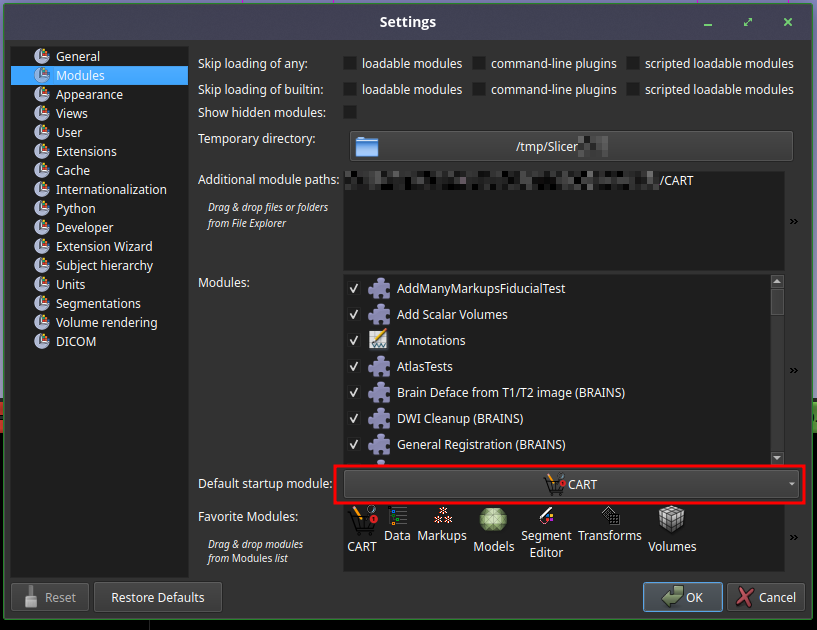 Settings
General
Modules
Appearance
Views
User
Extensions
Cache
Internationalization
Python
Developer
Extension Wizard
Subject hierarchy
Units
Segmentations
Volume rendering
DICOM
Skip loading of any: loadable modules command-line plugins scripted loadable modules
Skip loading of builtin: loadable modules command-line plugins scripted loadable modules
Show hidden modules:
Temporary directory: /tmp/Slicer
Additional module paths: /CART
Drag & drop files or folders
from File Explorer
»
Modules:
AddManyMarkupsFiducialTest
Add Scalar Volumes
Annotations
AtlasTests
Brain Deface from T1/T2 image (BRAINS)
DWI Cleanup (BRAINS)
General Registration (BRAINS)
»
Default startup module: CART
Favorite Modules:
Drag & drop modules
from Modules list
CART
Data
Markups
Models
Segment
Editor
Transforms
Volumes
»
Reset
Restore Defaults
OK
Cancel